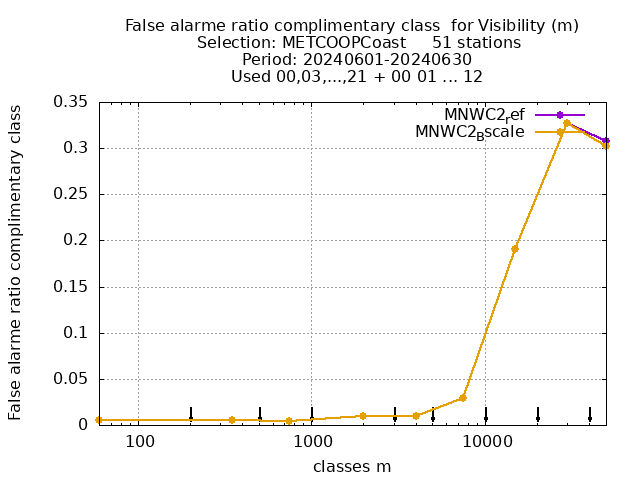 False alarme ratio complimentary class  for Visibility (m)
Selection: METCOOPCoast     51 stations
Period: 20240601-20240630
Used 00,03,...,21 + 00 01 ... 12
False alarme ratio complimentary class
0.35
0.3
0.25
0.2
0.15
0.1
0.05
0
MNWC2ref
MNWC2Bscale
100
1000
10000
classes m